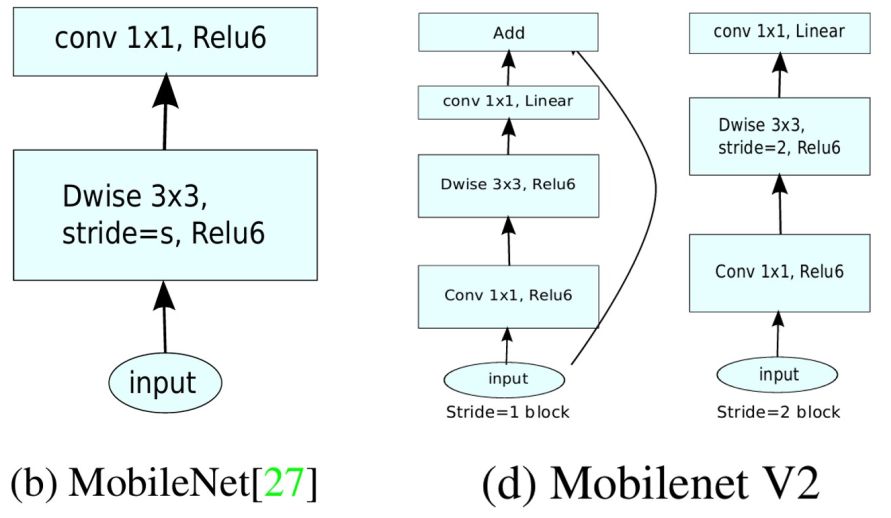 conv 1x1, Relu6
Dwise 3x3,
stride=s, Relu6
input
(b) MobileNet[27]
Add
conv 1x1, Linear
Dwise 3x3, Relu6
Conv 1x1, Relu6
input
Stride=1 block
conv 1x1, Linear
Dwise 3x3,
stride=2, Relu6
Conv 1x1, Relu6
input
Stride=2 block
(d) Mobilenet V2